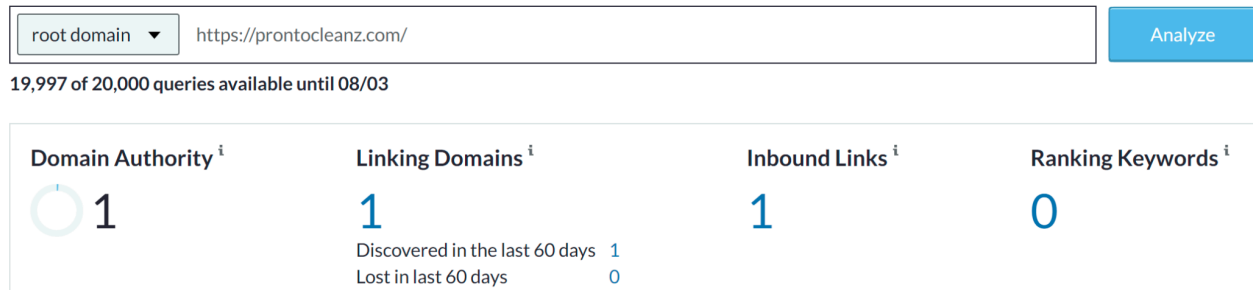 root domain https://prontocleanz.com/ Analyze
19,997 of 20,000 queries available until 08/03
Domain Authority i Linking Domains i Inbound Links i Ranking Keywords i
1 1 1 0
Discovered in the last 60 days 1
Lost in last 60 days 0